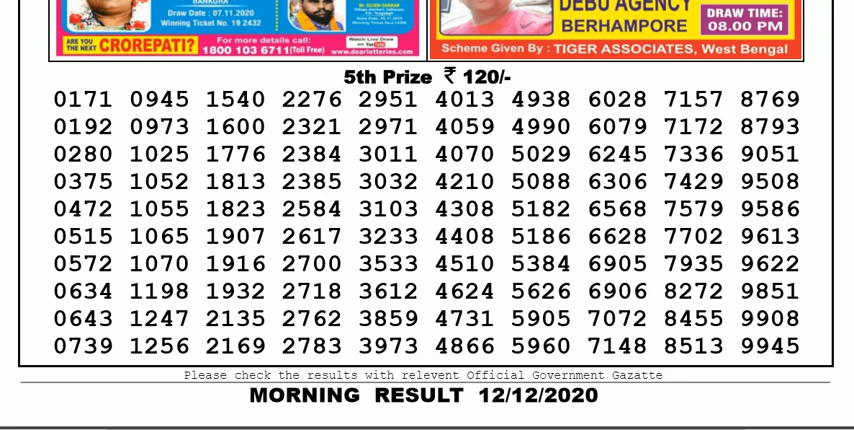 BANKURA
Draw Date : 07.11.2020
Winning Ticket No. 19 2432
ARE YOU THE NEXT CROREPATI?
For more details call:
1800 103 6711(Toll Free)
Watch Live Draw
www.dearlotteries.com
DEBU AGENCY
BERHAMPORE
DRAW TIME:
08.00 PM
Scheme Given By : TIGER ASSOCIATES, West Bengal
5th Prize ₹ 120/-
0171 0945 1540 2276 2951 4013 4938 6028 7157 8769
0192 0973 1600 2321 2971 4059 4990 6079 7172 8793
0280 1025 1776 2384 3011 4070 5029 6245 7336 9051
0375 1052 1813 2385 3032 4210 5088 6306 7429 9508
0472 1055 1823 2584 3103 4308 5182 6568 7579 9586
0515 1065 1907 2617 3233 4408 5186 6628 7702 9613
0572 1070 1916 2700 3533 4510 5384 6905 7935 9622
0634 1198 1932 2718 3612 4624 5626 6906 8272 9851
0643 1247 2135 2762 3859 4731 5905 7072 8455 9908
0739 1256 2169 2783 3973 4866 5960 7148 8513 9945
Please check the results with relevent Official Government Gazatte
MORNING RESULT 12/12/2020